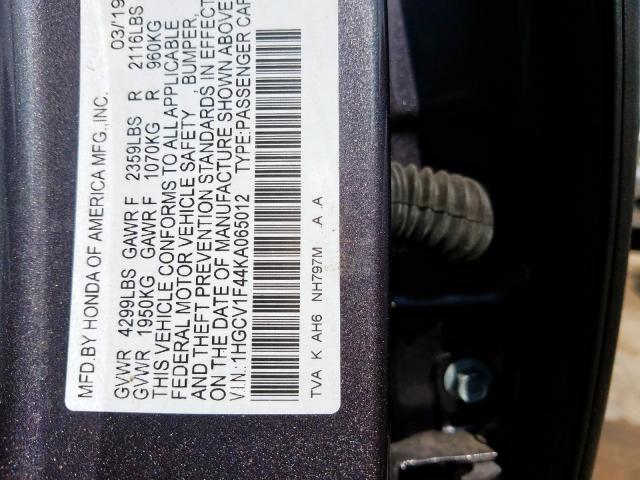 MFD.BY HONDA OF AMERICA MFG.,INC. 03/19
GVWR 4299LBS GAWR F 2359LBS R 2116LBS
GVWR 1950KG GAWR F 1070KG R 960KG
THIS VEHICLE CONFORMS TO ALL APPLICABLE
FEDERAL MOTOR VEHICLE SAFETY , BUMPER,
AND THEFT PREVENTION STANDARDS IN EFFECT
ON THE DATE OF MANUFACTURE SHOWN ABOVE
V.I.N.: 1HGCV1F44KA065012 TYPE:PASSENGER CAR
TVA K AH6 NH797M A A